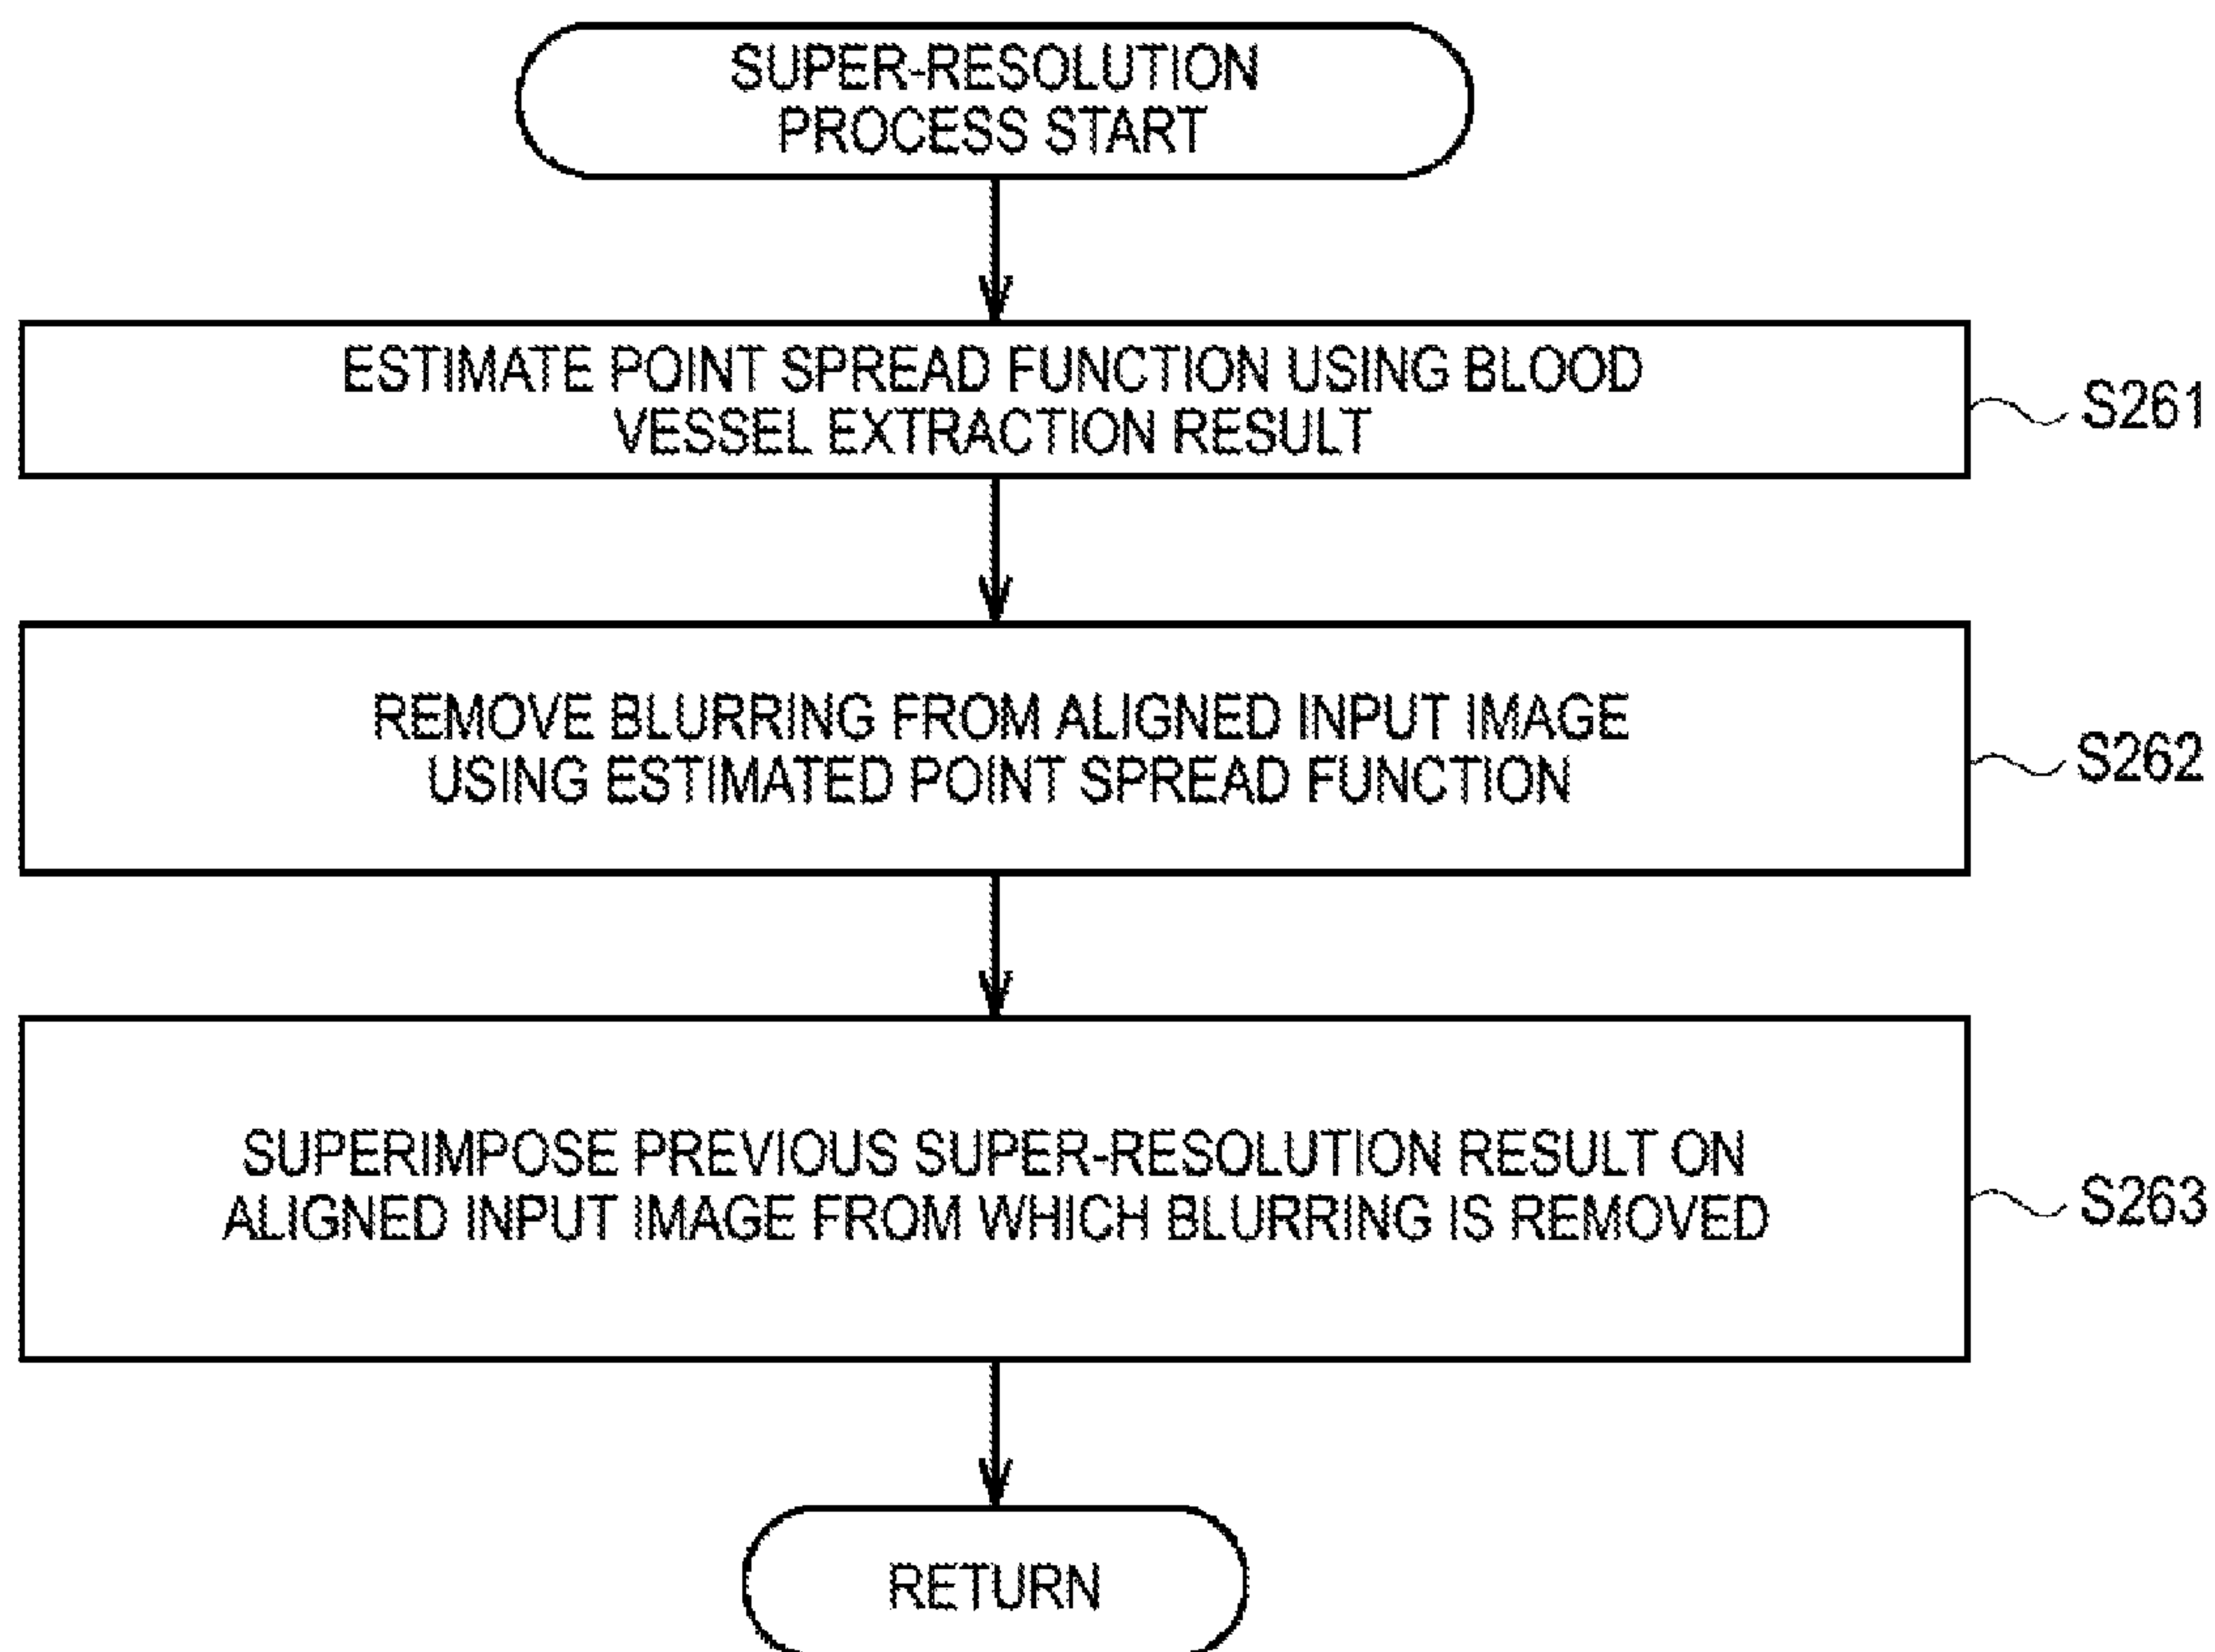 SUPER-RESOLUTION
PROCESS START
ESTIMATE POINT SPREAD FUNCTION USING BLOOD
VESSEL EXTRACTION RESULT
S261
REMOVE BLURRING FROM ALIGNED INPUT IMAGE
USING ESTIMATED POINT SPREAD FUNCTION
S262
SUPERIMPOSE PREVIOUS SUPER-RESOLUTION RESULT ON
ALIGNED INPUT IMAGE FROM WHICH BLURRING IS REMOVED
S263
RETURN